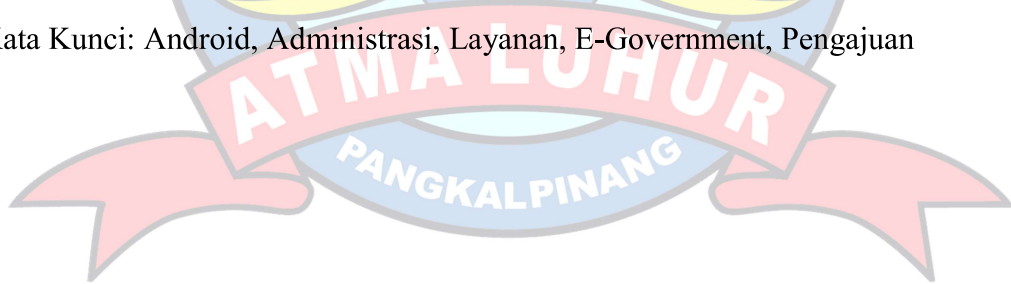 ata Kunci: Android, Administrasi, Layanan, E-Government, Pengajuan
ATMA LUHUR
PANGKALPINANG